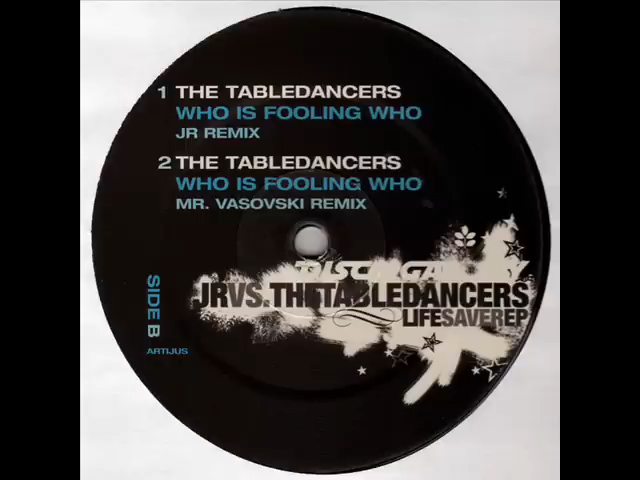 1 THE TABLEDANCERS
WHO IS FOOLING WHO
JR REMIX
2 THE TABLEDANCERS
WHO IS FOOLING WHO
MR. VASOVSKI REMIX
JRVS.THETABLEDANCERS
LIFESAVEREP
SIDE B
ARTIJUS